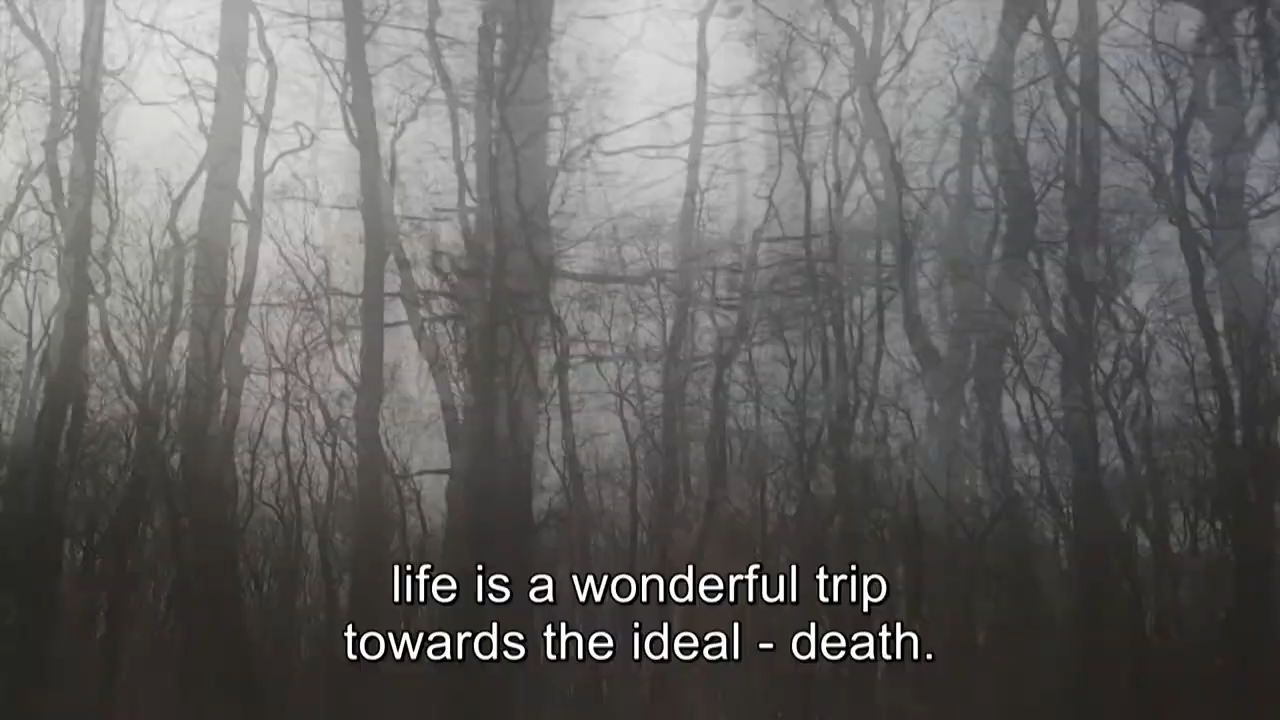 life is a wonderful trip
towards the ideal - death.